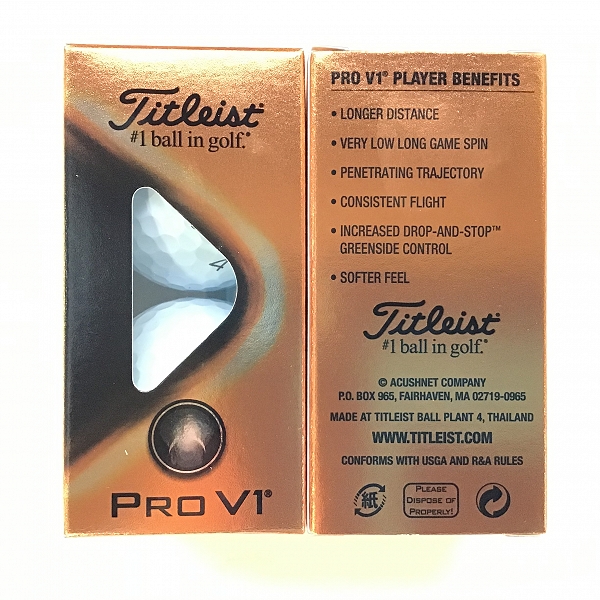 Titleist®
#1 ball in golf.®
4
PRO V1®
PRO V1® PLAYER BENEFITS
• LONGER DISTANCE
• VERY LOW LONG GAME SPIN
• PENETRATING TRAJECTORY
• CONSISTENT FLIGHT
• INCREASED DROP-AND-STOP™
GREENSIDE CONTROL
• SOFTER FEEL
Titleist®
#1 ball in golf.®
© ACUSHNET COMPANY
P.O. BOX 965, FAIRHAVEN, MA 02719-0965
MADE AT TITLEIST BALL PLANT 4, THAILAND
WWW.TITLEIST.COM
CONFORMS WITH USGA AND R&A RULES
紙
PLEASE
DISPOSE OF
PROPERLY!